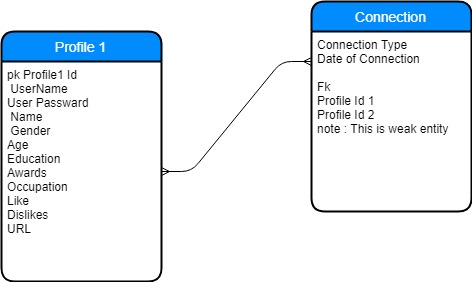 Profile 1
pk Profile1 Id
UserName
User Passward
Name
Gender
Age
Education
Awards
Occupation
Like
Dislikes
URL
Connection
Connection Type
Date of Connection
Fk
Profile Id 1
Profile Id 2
note : This is weak entity